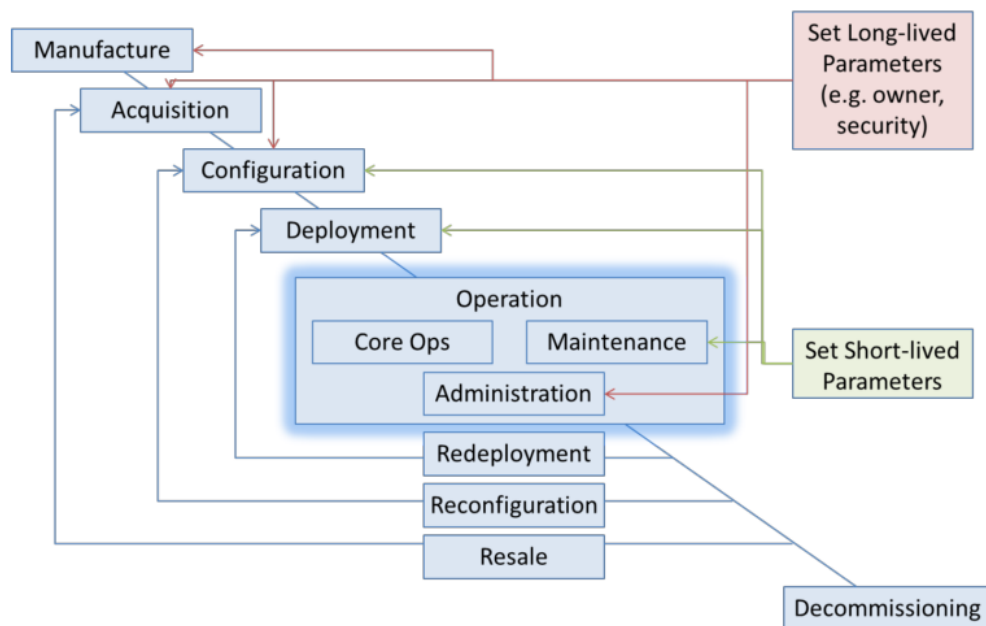 Manufacture
Set Long-lived
Parameters
(e.g. owner,
security)
Acquisition
Configuration
Deployment
Operation
Core Ops
Maintenance
Set Short-lived
Parameters
Administration
Redeployment
Reconfiguration
Resale
Decommissioning